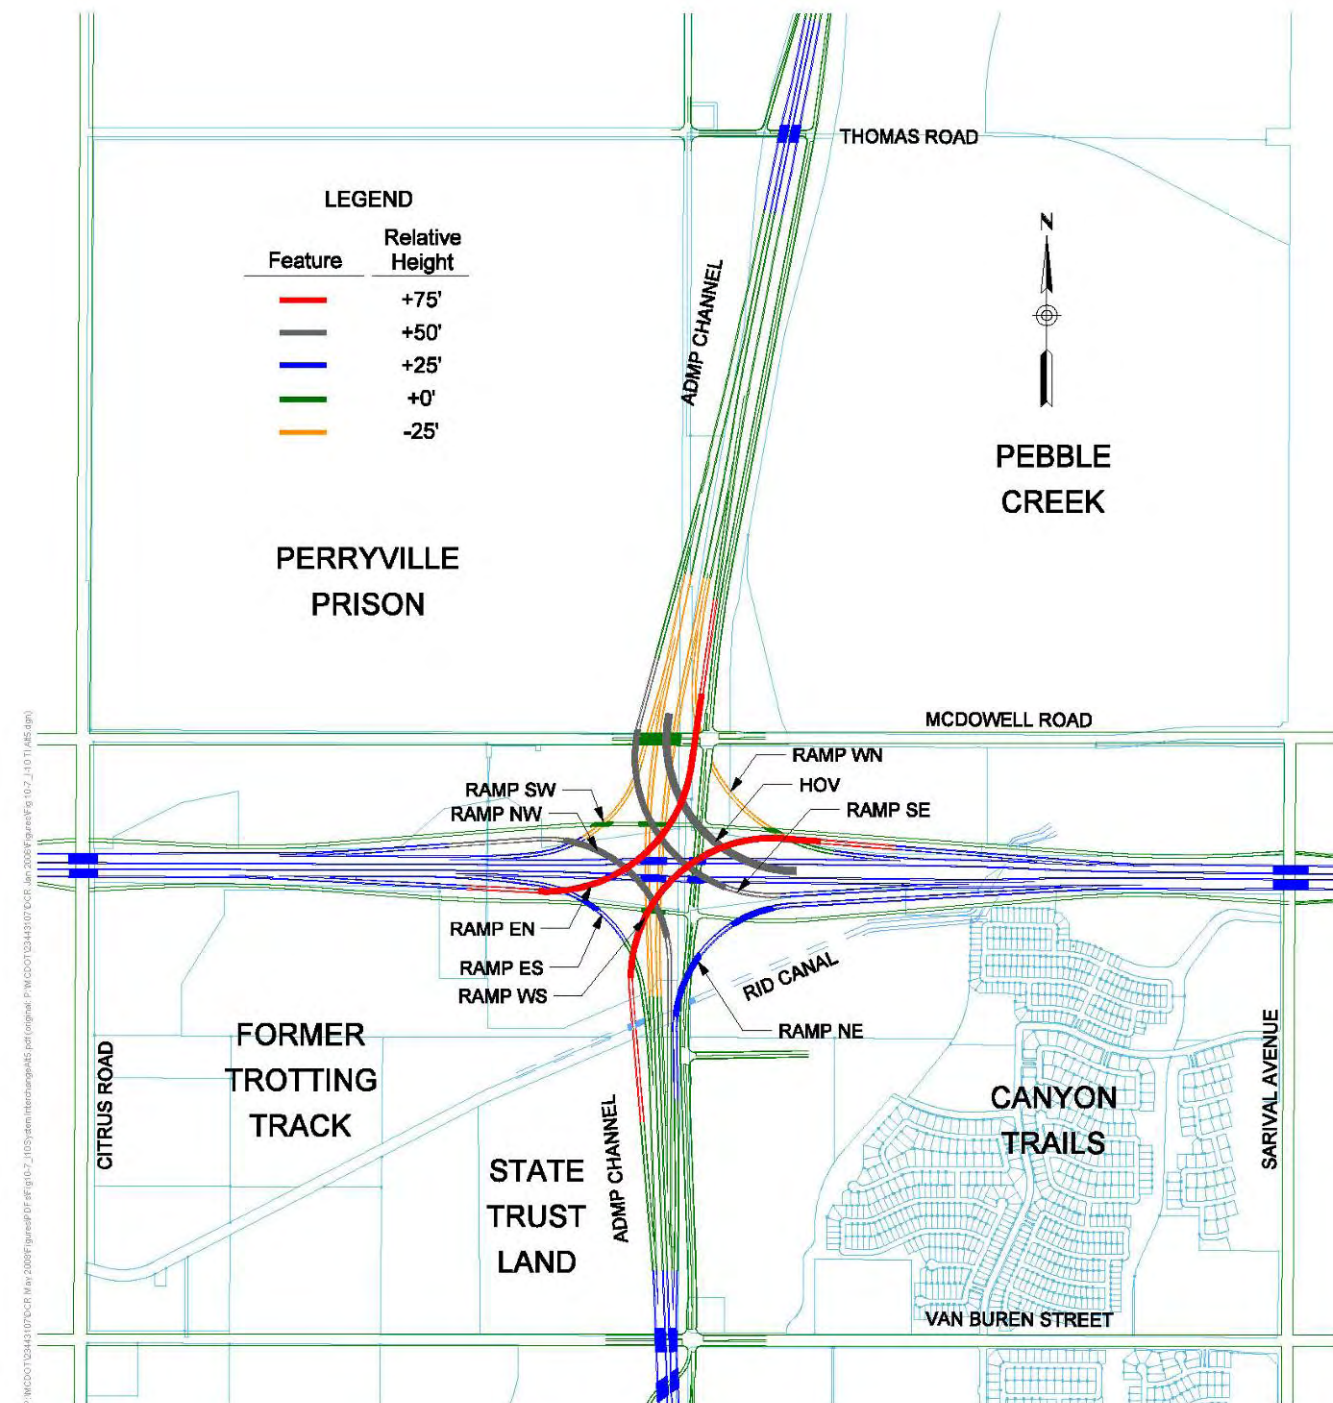 THOMAS ROAD
LEGEND
Feature
Relative
Height
+75'
+50'
+25'
+0'
-25'
N
ADMP CHANNEL
PEBBLE
CREEK
PERRYVILLE
PRISON
MCDOWELL ROAD
RAMP WN
HOV
RAMP SE
RAMP SW
RAMP NW
RAMP EN
RAMP ES
RAMP WS
RID CANAL
RAMP NE
FORMER
TROTTING
TRACK
CITRUS ROAD
STATE
TRUST
LAND
ADMP CHANNEL
CANYON
TRAILS
SARIVAL AVENUE
VAN BUREN STREET